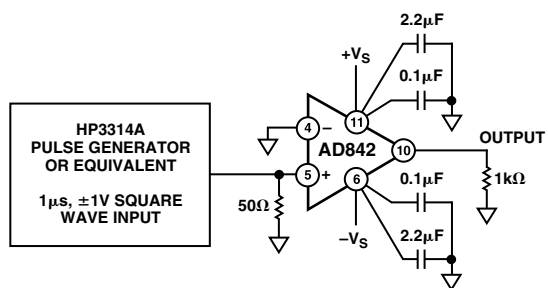 HP3314A
PULSE GENERATOR
OR EQUIVALENT
1μs, ±1V SQUARE
WAVE INPUT
50Ω
4
–
5
+
AD842
+VS
11
2.2μF
0.1μF
10
OUTPUT
1kΩ
6
–VS
0.1μF
2.2μF